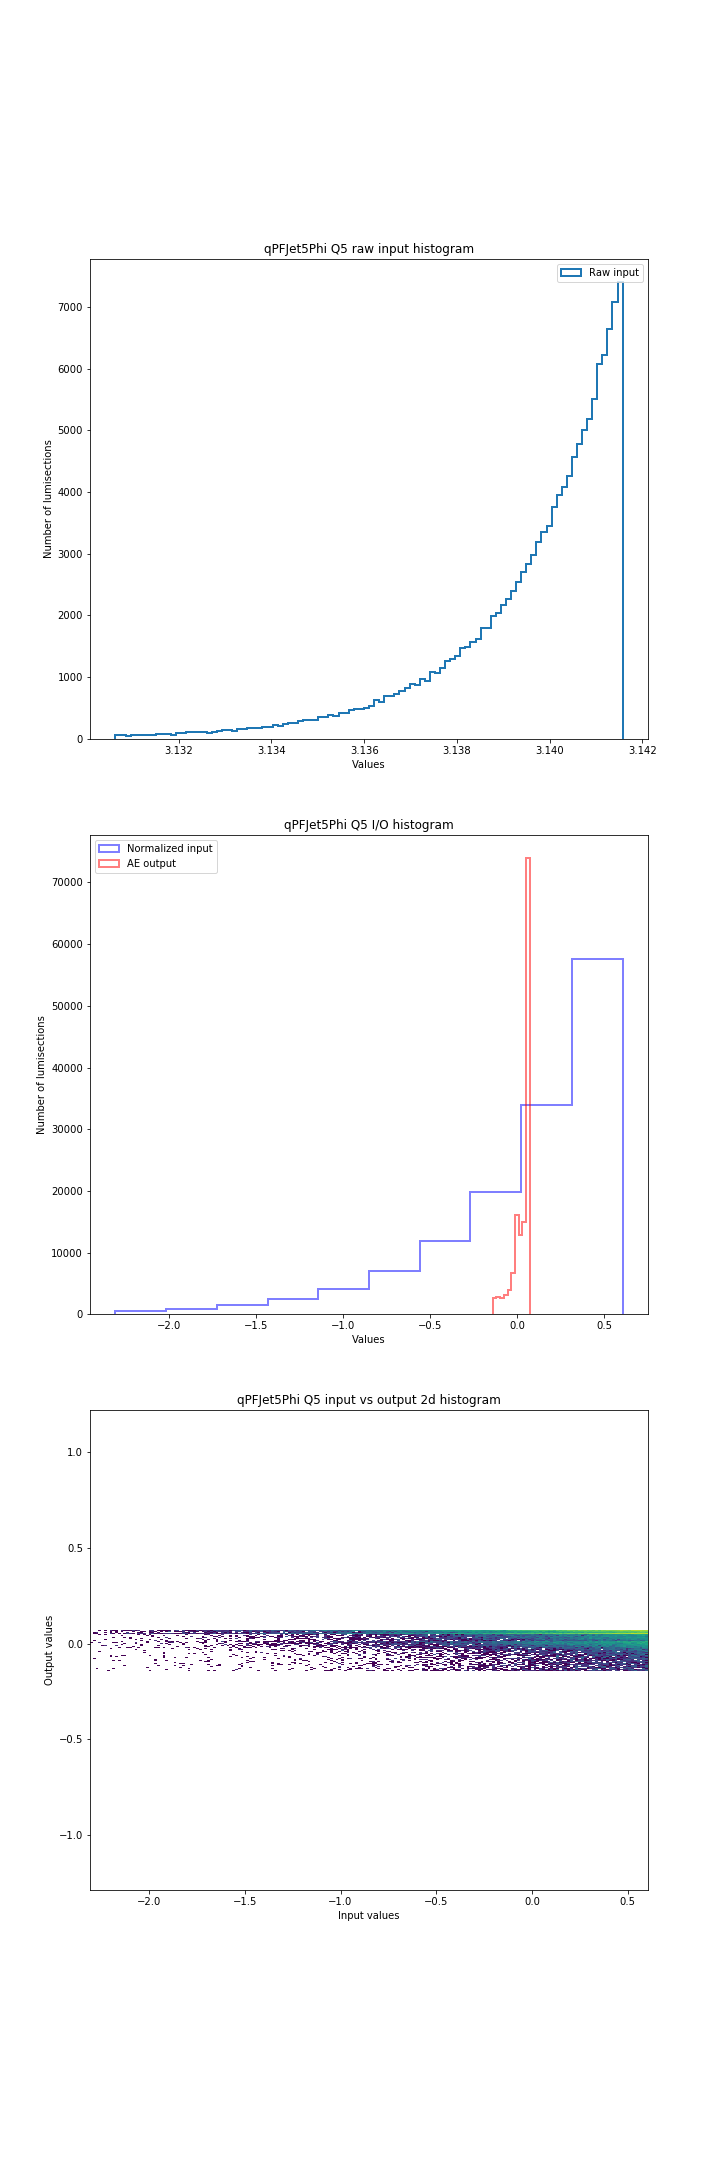 qPFJet5Phi Q5 raw input histogram
Raw input
7000
6000
5000
4000
3000
2000
1000
0
Number of lumisections
3.132 3.134 3.136 3.138 3.140 3.142
Values
qPFJet5Phi Q5 I/O histogram
Normalized input
AE output
70000
60000
50000
40000
30000
20000
10000
0
Number of lumisections
−2.0 −1.5 −1.0 −0.5 0.0 0.5
Values
qPFJet5Phi Q5 input vs output 2d histogram
1.0
0.5
0.0
−0.5
−1.0
Output values
−2.0 −1.5 −1.0 −0.5 0.0 0.5
Input values